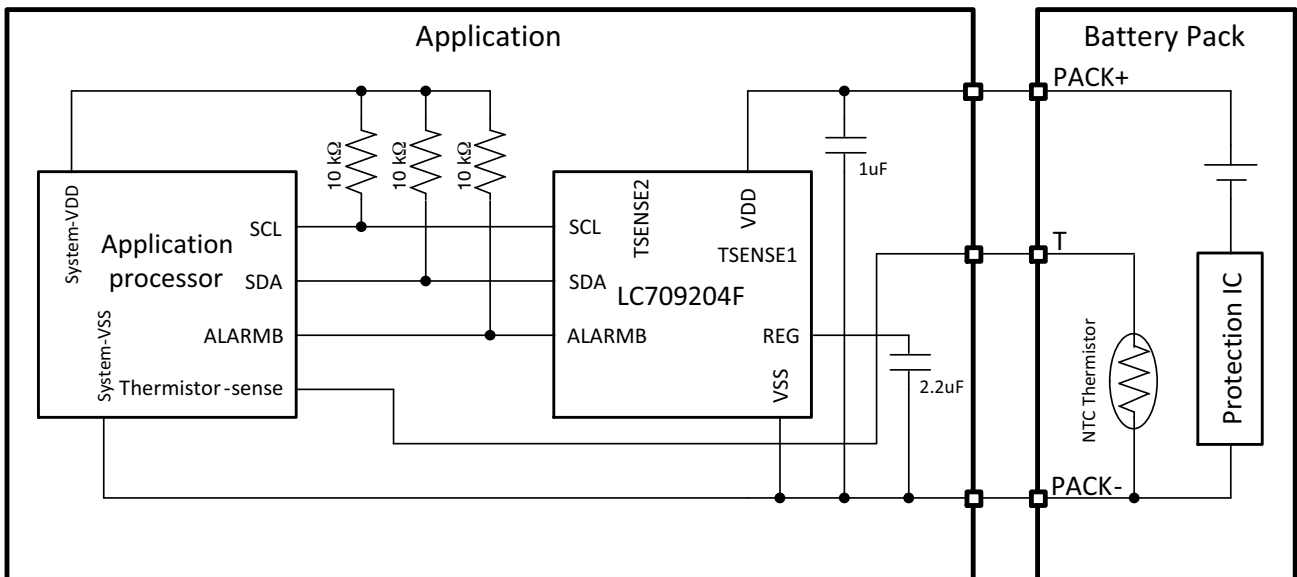 Application
Battery Pack
PACK+
10 kΩ
10 kΩ
10 kΩ
1uF
System-VDD
SCL
SCL
TSENSE2
VDD
Application
processor
TSENSE1
T
SDA
SDA
LC709204F
System-VSS
ALARMB
ALARMB
REG
Thermistor-sense
VSS
2.2uF
NTC Thermistor
Protection IC
PACK-